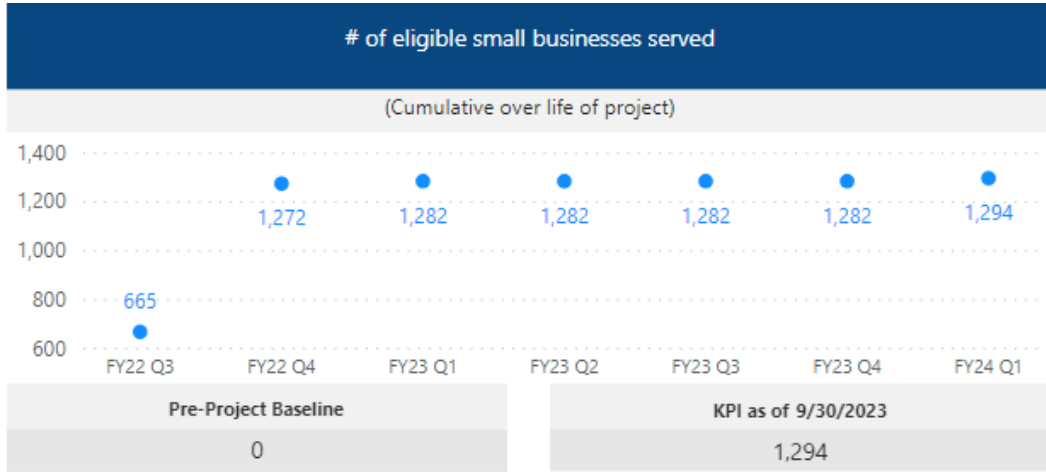 # of eligible small businesses served
(Cumulative over life of project)
1,400
1,200
1,000
800
600
665
1,272
1,282
1,282
1,282
1,282
1,294
FY22 Q3 FY22 Q4 FY23 Q1 FY23 Q2 FY23 Q3 FY23 Q4 FY24 Q1
Pre-Project Baseline
0
KPI as of 9/30/2023
1,294